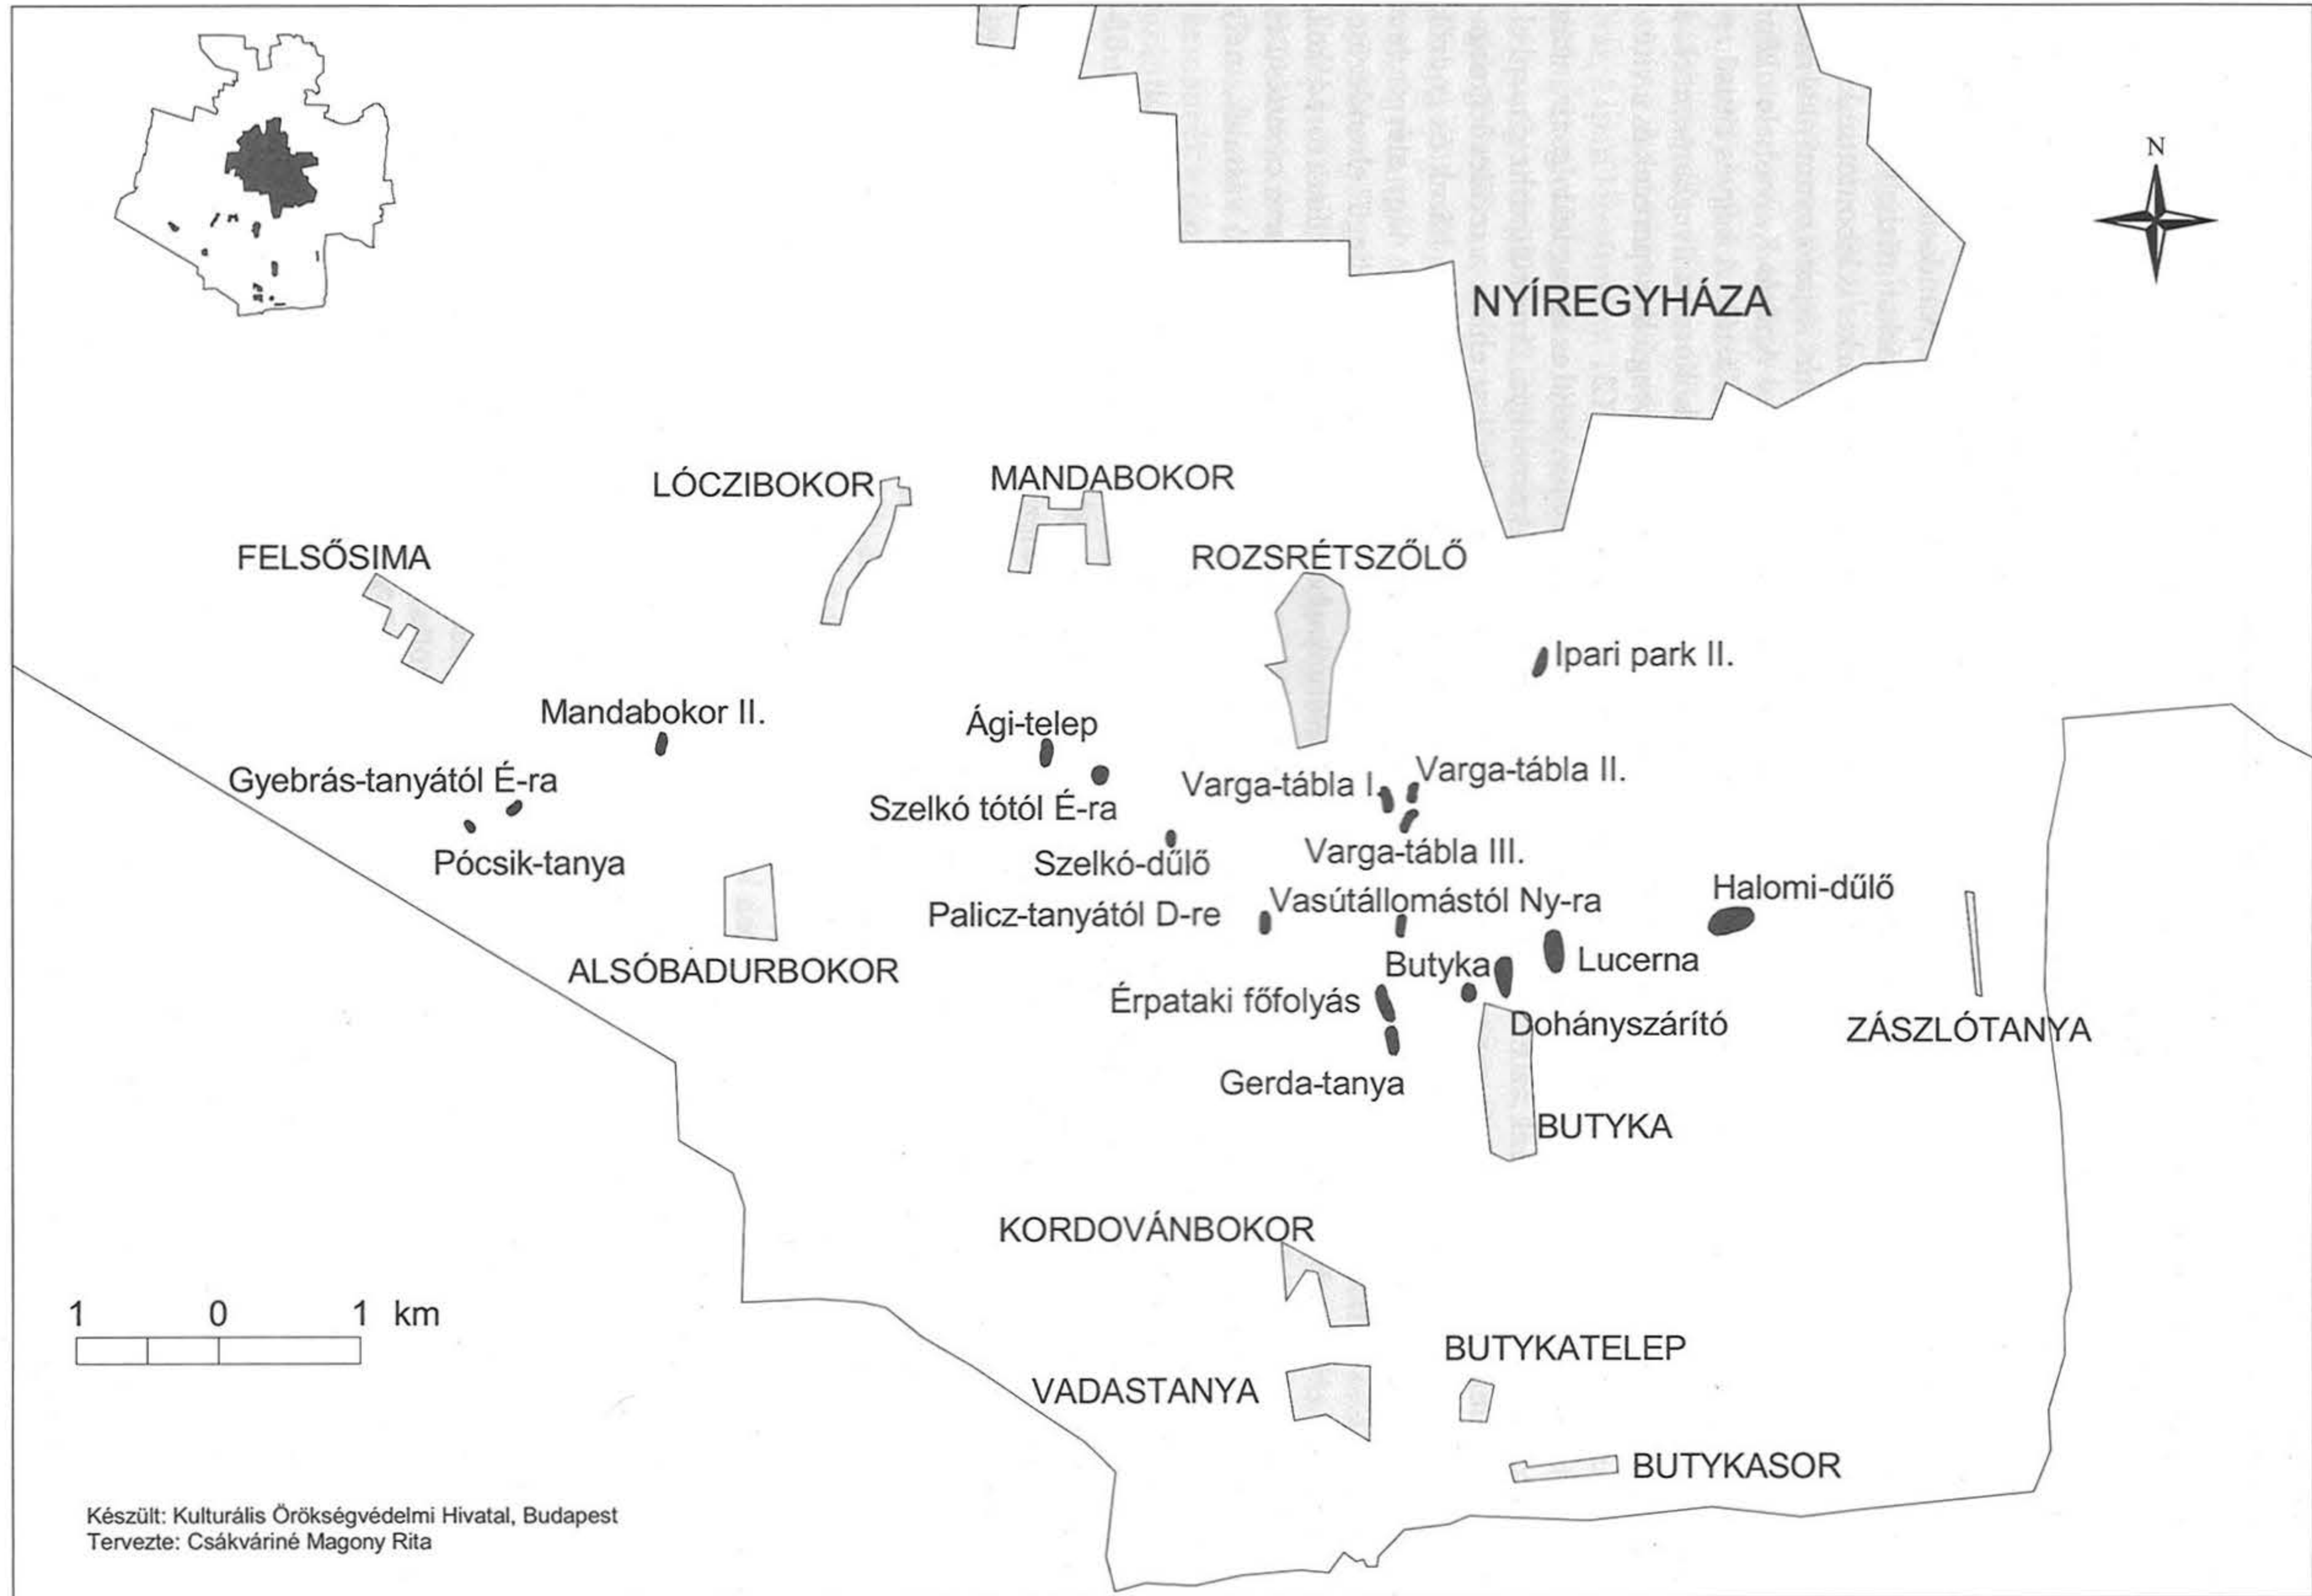 N
NYÍREGYHÁZA
LÓCZIBOKOR
MANDABOKOR
FELSŐSIMA
ROZSRÉTSZŐLŐ
Ipari park II.
Mandabokor II.
Ági-telep
Gyebrás-tanyától É-ra
Varga-tábla I.
Varga-tábla II.
Szelkó tótól É-ra
Pócsik-tanya
Szelkó-dűlő
Varga-tábla III.
Halomi-dűlő
Palicz-tanyától D-re
Vasútállomástól Ny-ra
ALSÓBADURBOKOR
Butyka
Lucerna
Érpataki főfolyás
Dohányszárító
ZÁSZLÓTANYA
Gerda-tanya
BUTYKA
KORDOVÁNBOKOR
1 0 1 km
BUTYKATELEP
VADASTANYA
BUTYKASOR
Készült: Kulturális Örökségvédelmi Hivatal, Budapest
Tervezte: Csákváriné Magony Rita